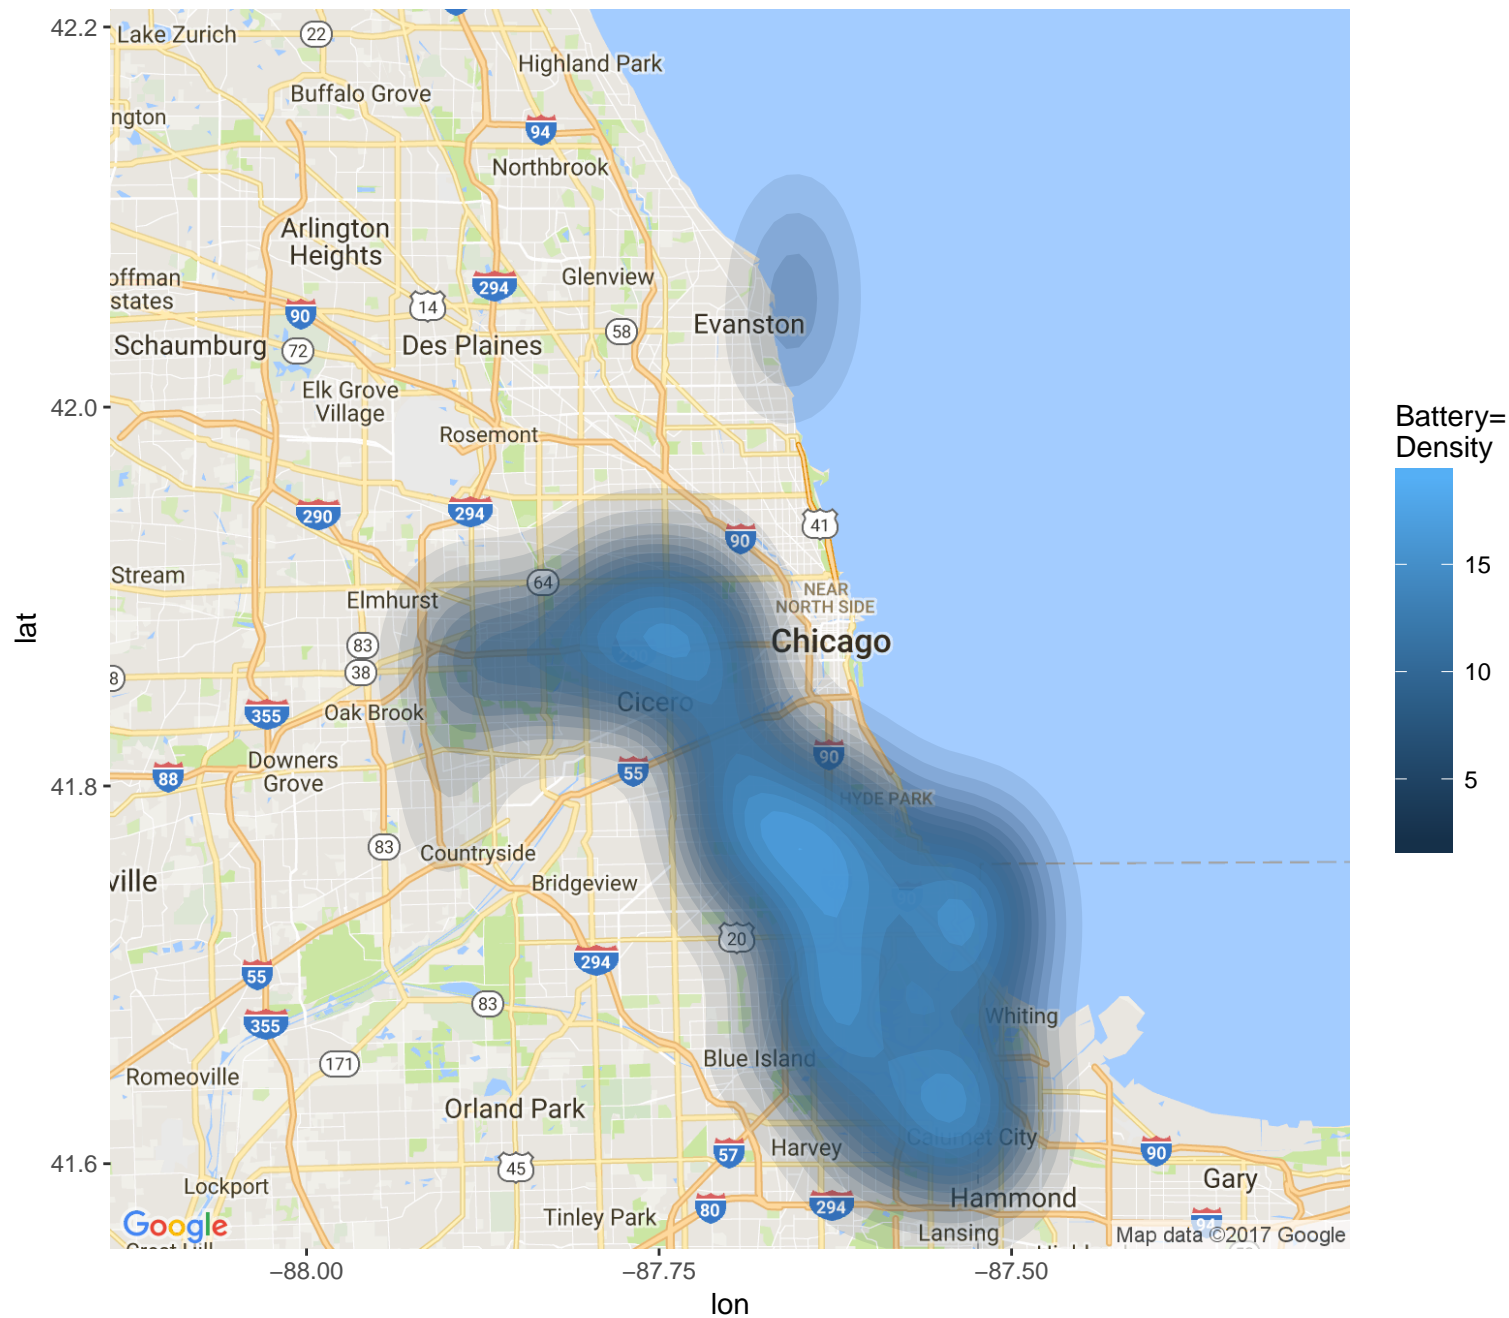 42.2
42.0
41.8
41.6
lat
Lake Zurich
22
Highland Park
Buffalo Grove
ngton
94
Northbrook
Arlington
Heights
offman
states
294
Glenview
14
90
58
Evanston
Schaumburg
72
Des Plaines
Elk Grove
Village
Rosemont
290
294
90
41
Stream
64
Elmhurst
NEAR
NORTH SIDE
83
Chicago
38
8
Cicero
355
Oak Brook
90
Downers
Grove
88
55
HYDE PARK
83
Countryside
ville
Bridgeview
20
294
55
83
355
Whiting
171
Blue Island
Romeoville
Orland Park
Calumet City
Harvey
57
90
45
Gary
Lockport
Hammond
80
294
Tinley Park
94
Google
Lansing
Map data ©2017 Google
Crest Hill
−88.00
−87.75
−87.50
lon
Battery=
Density
15
10
5